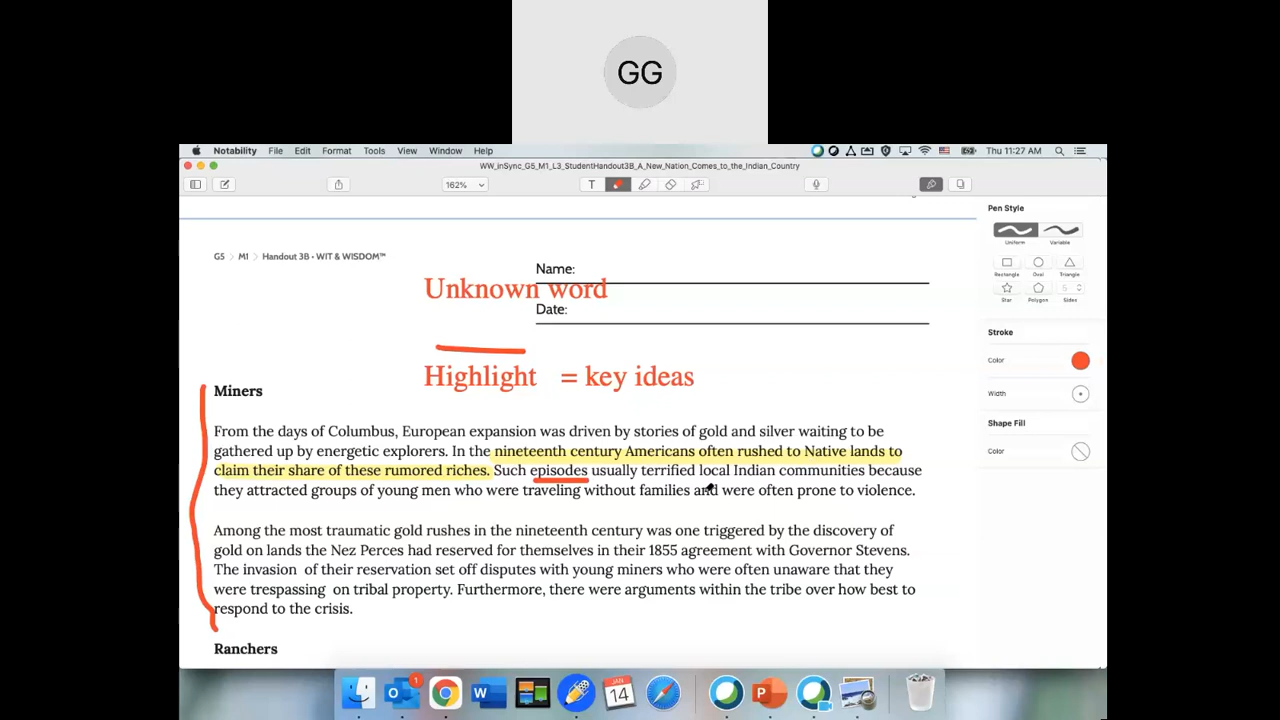 GG
Notability File Edit Format Tools View Window Help Thu 11:27 AM
WW_inSync_G5_M1_L3_StudentHandout3B_A_New_Nation_Comes_to_the_Indian_Country
162% T
Pen Style
Uniform Variable
Rectangle Oval Triangle
Star Polygon Sides
5
Stroke
Color
Width
Shape Fill
Color
G5 > M1 > Handout 3B • WIT & WISDOM™
Name:
Unknown word
Date:
Highlight = key ideas
Miners
From the days of Columbus, European expansion was driven by stories of gold and silver waiting to be
gathered up by energetic explorers. In the nineteenth century Americans often rushed to Native lands to
claim their share of these rumored riches. Such episodes usually terrified local Indian communities because
they attracted groups of young men who were traveling without families and were often prone to violence.
Among the most traumatic gold rushes in the nineteenth century was one triggered by the discovery of
gold on lands the Nez Perces had reserved for themselves in their 1855 agreement with Governor Stevens.
The invasion of their reservation set off disputes with young miners who were often unaware that they
were trespassing on tribal property. Furthermore, there were arguments within the tribe over how best to
respond to the crisis.
Ranchers
1
W
JAN
14
P